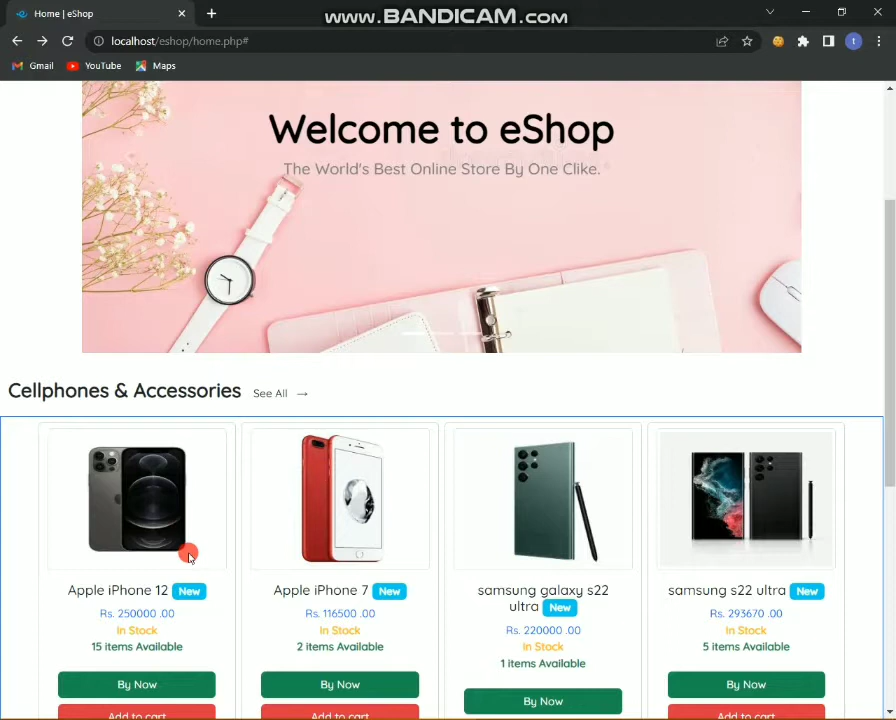 www.BANDICAM.com
Home | eShop
localhost/eshop/home.php#
t
Gmail
YouTube
Maps
Welcome to eShop
The World's Best Online Store By One Clike.
Cellphones & Accessories See All →
Apple iPhone 12 New
Rs. 250000 .00
In Stock
15 items Available
By Now
Add to cart
Apple iPhone 7 New
Rs. 116500 .00
In Stock
2 items Available
By Now
Add to cart
samsung galaxy s22
ultra New
Rs. 220000 .00
In Stock
1 items Available
By Now
samsung s22 ultra New
Rs. 293670 .00
In Stock
5 items Available
By Now
Add to cart